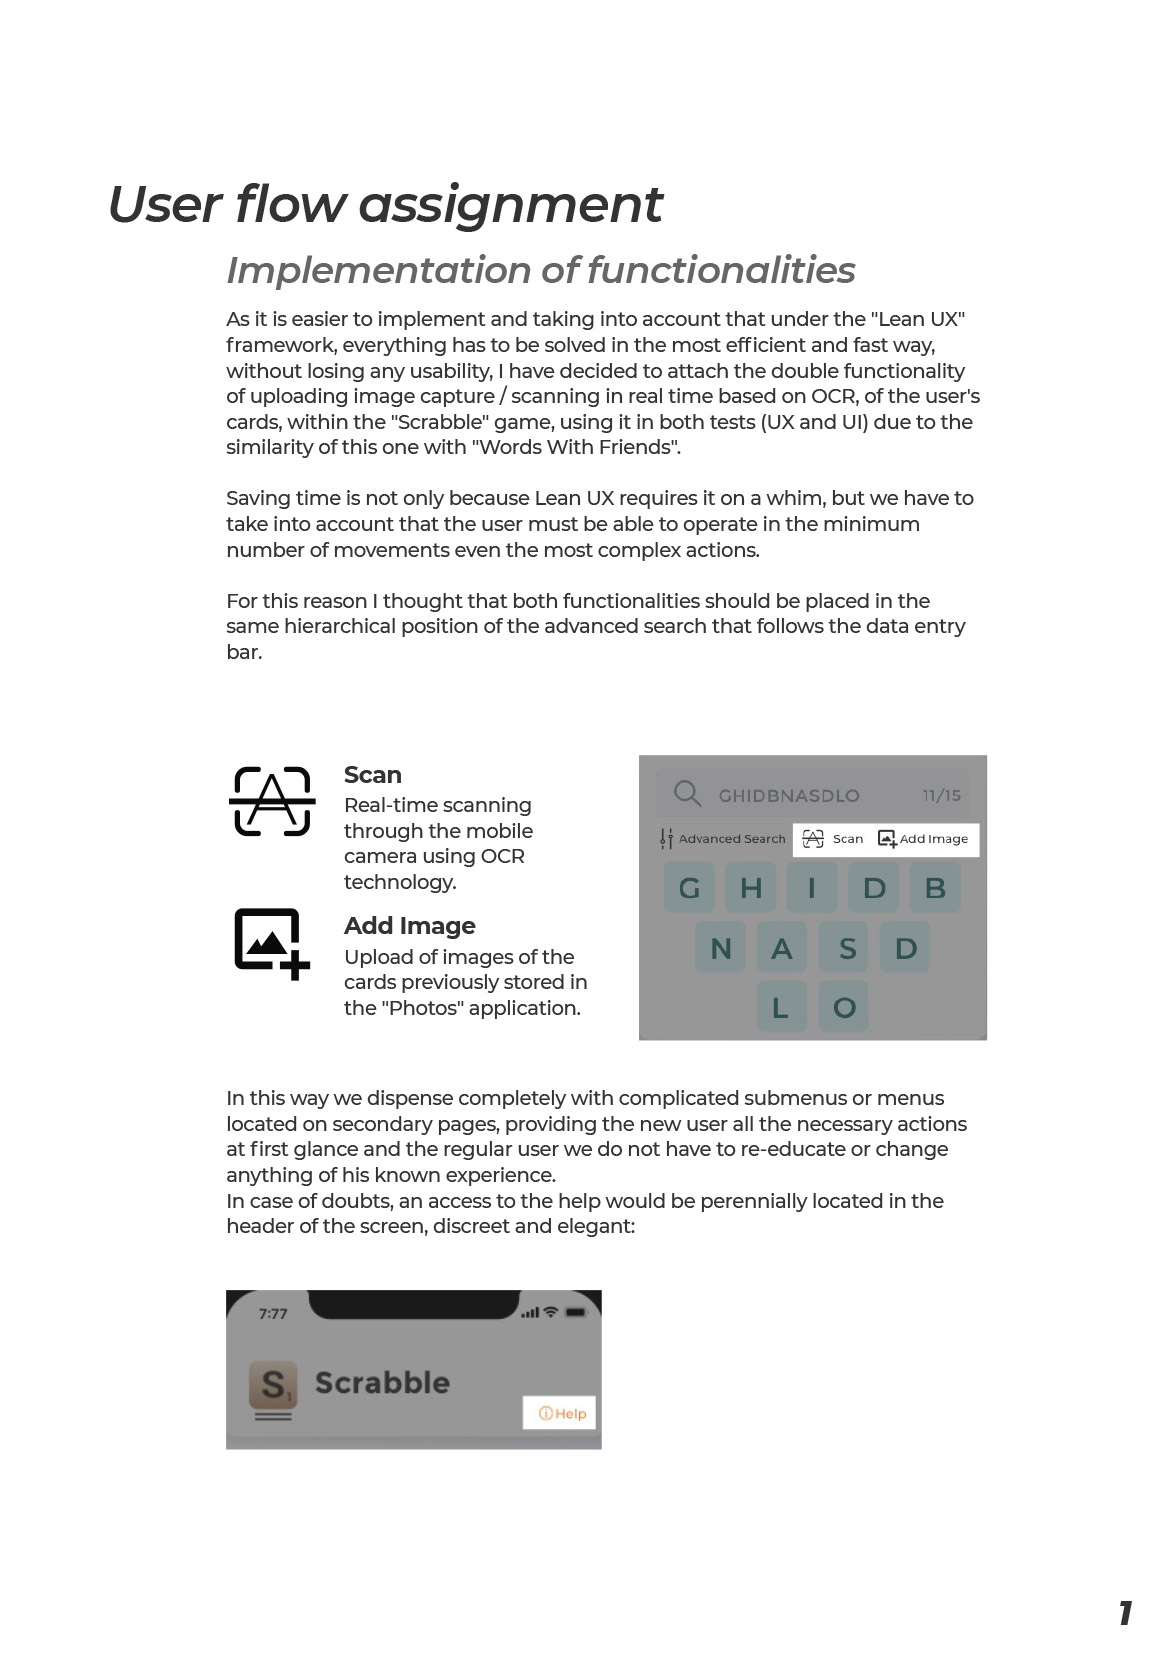 User flow assignment
Implementation of functionalities
As it is easier to implement and taking into account that under the "Lean UX"
framework, everything has to be solved in the most efficient and fast way,
without losing any usability, I have decided to attach the double functionality
of uploading image capture / scanning in real time based on OCR, of the user's
cards, within the "Scrabble" game, using it in both tests (UX and UI) due to the
similarity of this one with "Words With Friends".
Saving time is not only because Lean UX requires it on a whim, but we have to
take into account that the user must be able to operate in the minimum
number of movements even the most complex actions.
For this reason I thought that both functionalities should be placed in the
same hierarchical position of the advanced search that follows the data entry
bar.
Scan
Real-time scanning
through the mobile
camera using OCR
technology.
Add Image
Upload of images of the
cards previously stored in
the "Photos" application.
GHIDBNASDLO 11/15
Advanced Search Scan Add Image
G H I D B
N A S D
L O
In this way we dispense completely with complicated submenus or menus
located on secondary pages, providing the new user all the necessary actions
at first glance and the regular user we do not have to re-educate or change
anything of his known experience.
In case of doubts, an access to the help would be perennially located in the
header of the screen, discreet and elegant:
7:77
S1 Scrabble
Help
1